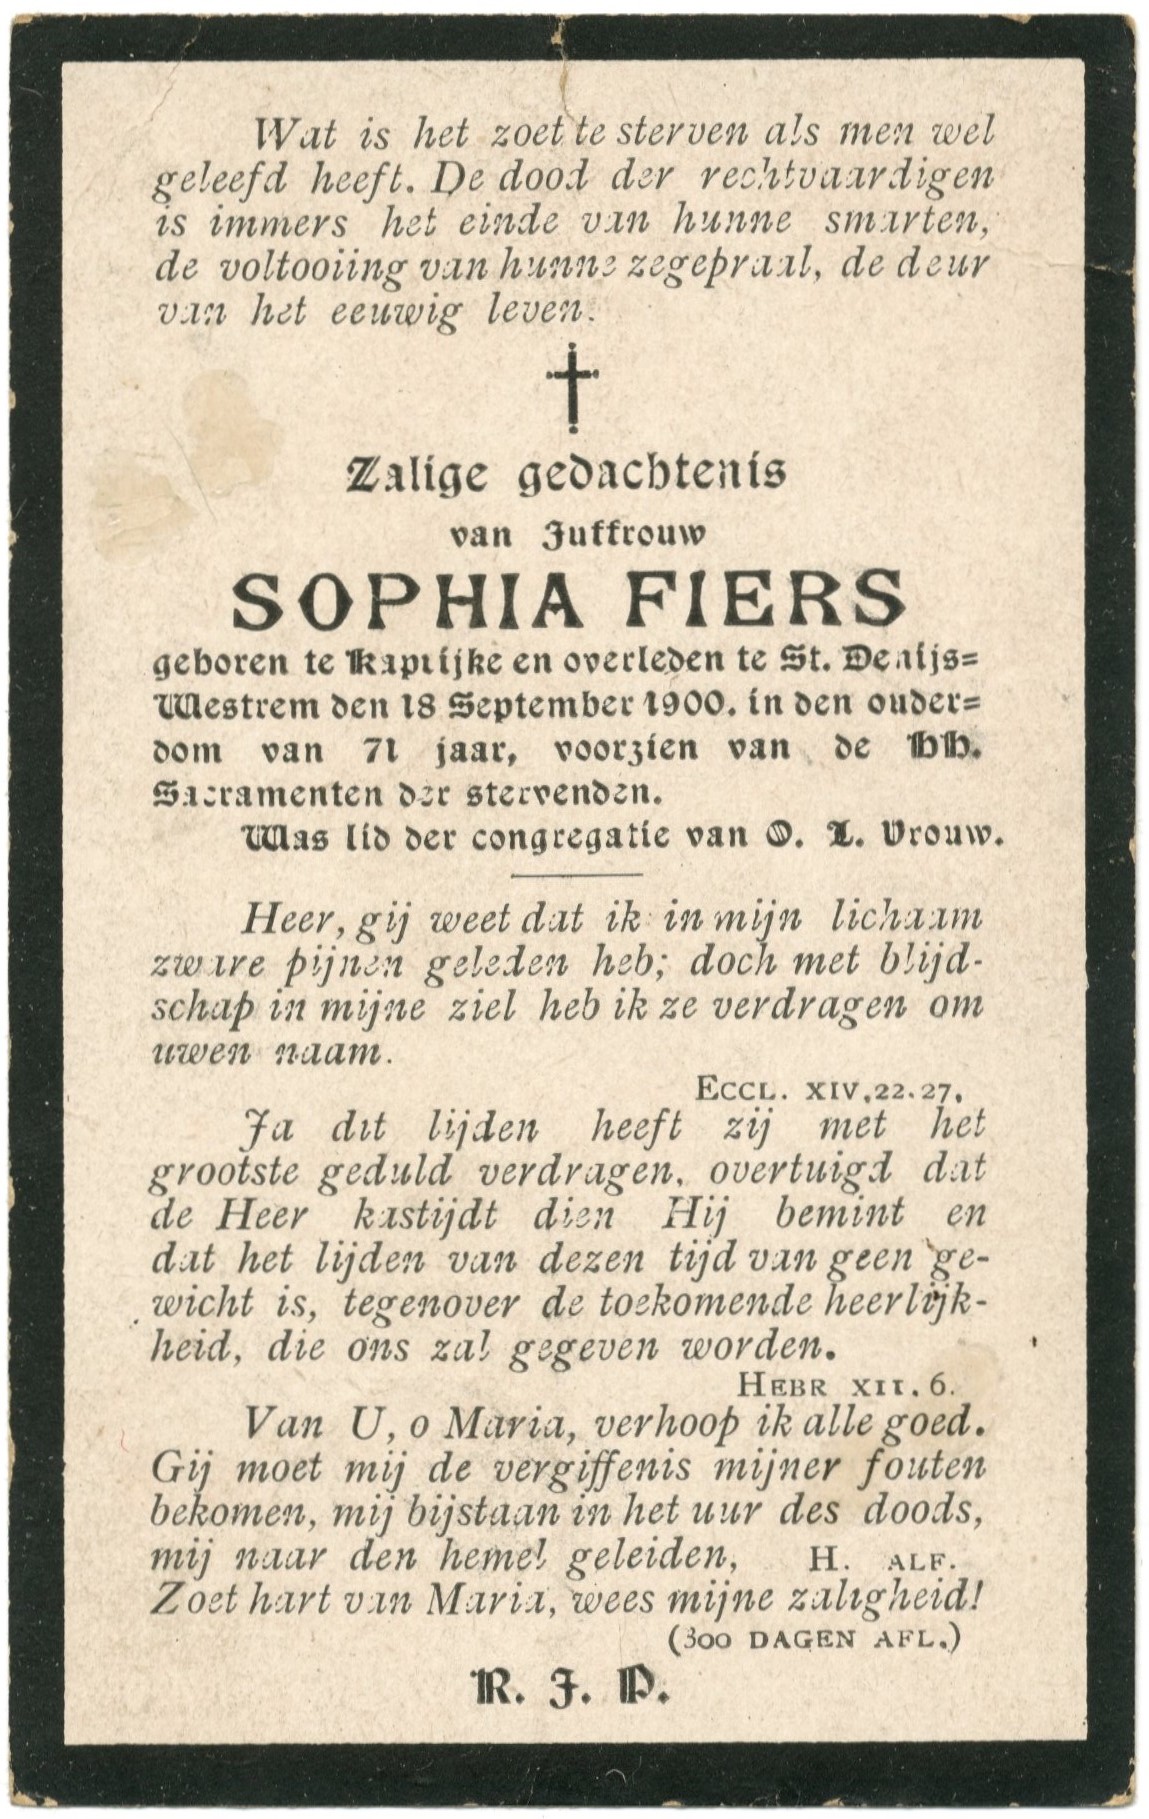 Wat is het zoet te sterven als men wel
geleefd heeft. De dood der rechtvaardigen
is immers het einde van hunne smarten,
de voltooiing van hunne zegepraal, de deur
van het eeuwig leven.
Zalige gedachtenis
van Juffrouw
SOPHIA FIERS
geboren te Kaprijke en overleden te St. Denijs=
Westrem den 18 September 1900. in den ouder=
dom van 71 jaar, voorzien van de HH.
Sacramenten der stervenden.
Was lid der congregatie van O. L. Vrouw.
Heer, gij weet dat ik in mijn lichaam
zware pijnen geleden heb; doch met blijd-
schap in mijne ziel heb ik ze verdragen om
uwen naam.
ECCL. XIV.22.27.
Ja dit lijden heeft zij met het
grootste geduld verdragen, overtuigd dat
de Heer kastijdt dien Hij bemint en
dat het lijden van dezen tijd van geen ge-
wicht is, tegenover de toekomende heerlijk-
heid, die ons zal gegeven worden.
HEBR XII. 6.
Van U, o Maria, verhoop ik alle goed.
Gij moet mij de vergiffenis mijner fouten
bekomen, mij bijstaan in het uur des doods,
mij naar den hemel geleiden, H. ALF.
Zoet hart van Maria, wees mijne zaligheid!
(300 DAGEN AFL.)
R. J. P.